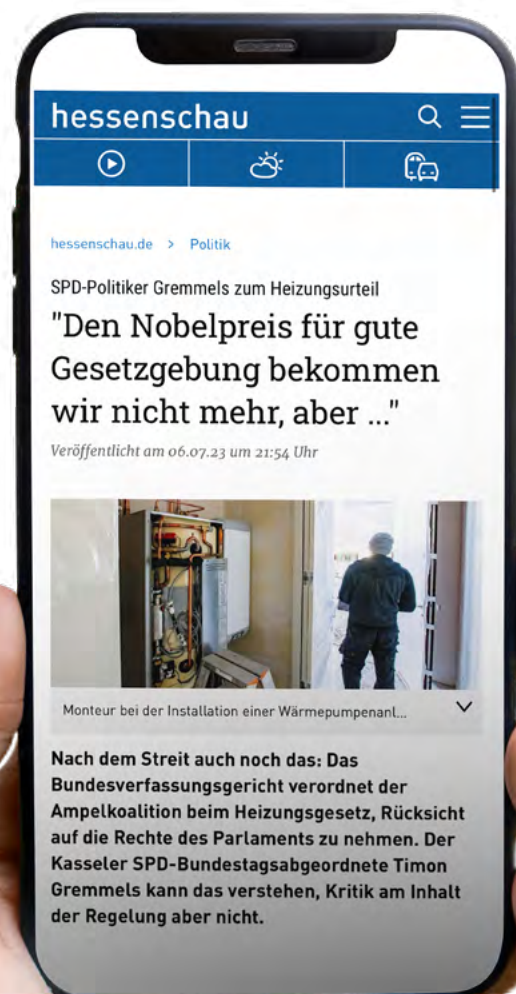 hessenschau
hessenschau.de > Politik
SPD-Politiker Gremmels zum Heizungsurteil
"Den Nobelpreis für gute
Gesetzgebung bekommen
wir nicht mehr, aber ..."
Veröffentlicht am 06.07.23 um 21:54 Uhr
Monteur bei der Installation einer Wärmepumpenanl...
Nach dem Streit auch noch das: Das
Bundesverfassungsgericht verordnet der
Ampelkoalition beim Heizungsgesetz, Rücksicht
auf die Rechte des Parlaments zu nehmen. Der
Kasseler SPD-Bundestagsabgeordnete Timon
Gremmels kann das verstehen, Kritik am Inhalt
der Regelung aber nicht.